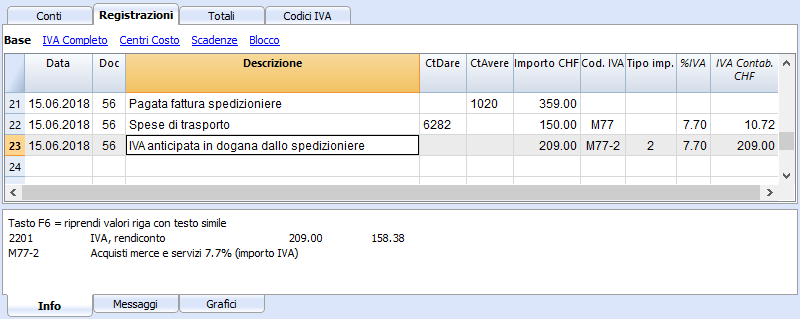 Conti Registrazioni Totali Codici IVA
Base IVA Completo Centri Costo Scadenze Blocco
Data Doc Descrizione CtDare CtAvere Importo CHF Cod. IVA Tipo imp. %IVA IVA Contab. CHF
21 15.06.2018 56 Pagata fattura spedizioniere 1020 359.00
22 15.06.2018 56 Spese di trasporto 6282 150.00 M77 7.70 10.72
23 15.06.2018 56 IVA anticipata in dogana dallo spedizioniere 209.00 M77-2 2 7.70 209.00
24
Tasto F6 = riprendi valori riga con testo simile
2201 IVA, rendiconto 209.00 158.38
M77-2 Acquisti merce e servizi 7.7% (importo IVA)
Info Messaggi Grafici